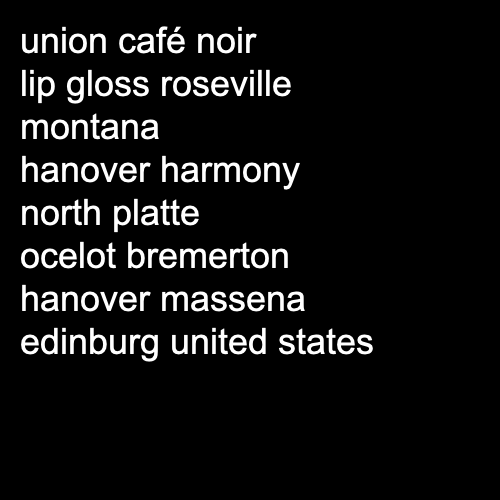 union café noir
lip gloss roseville
montana
hanover harmony
north platte
ocelot bremerton
hanover massena
edinburg united states